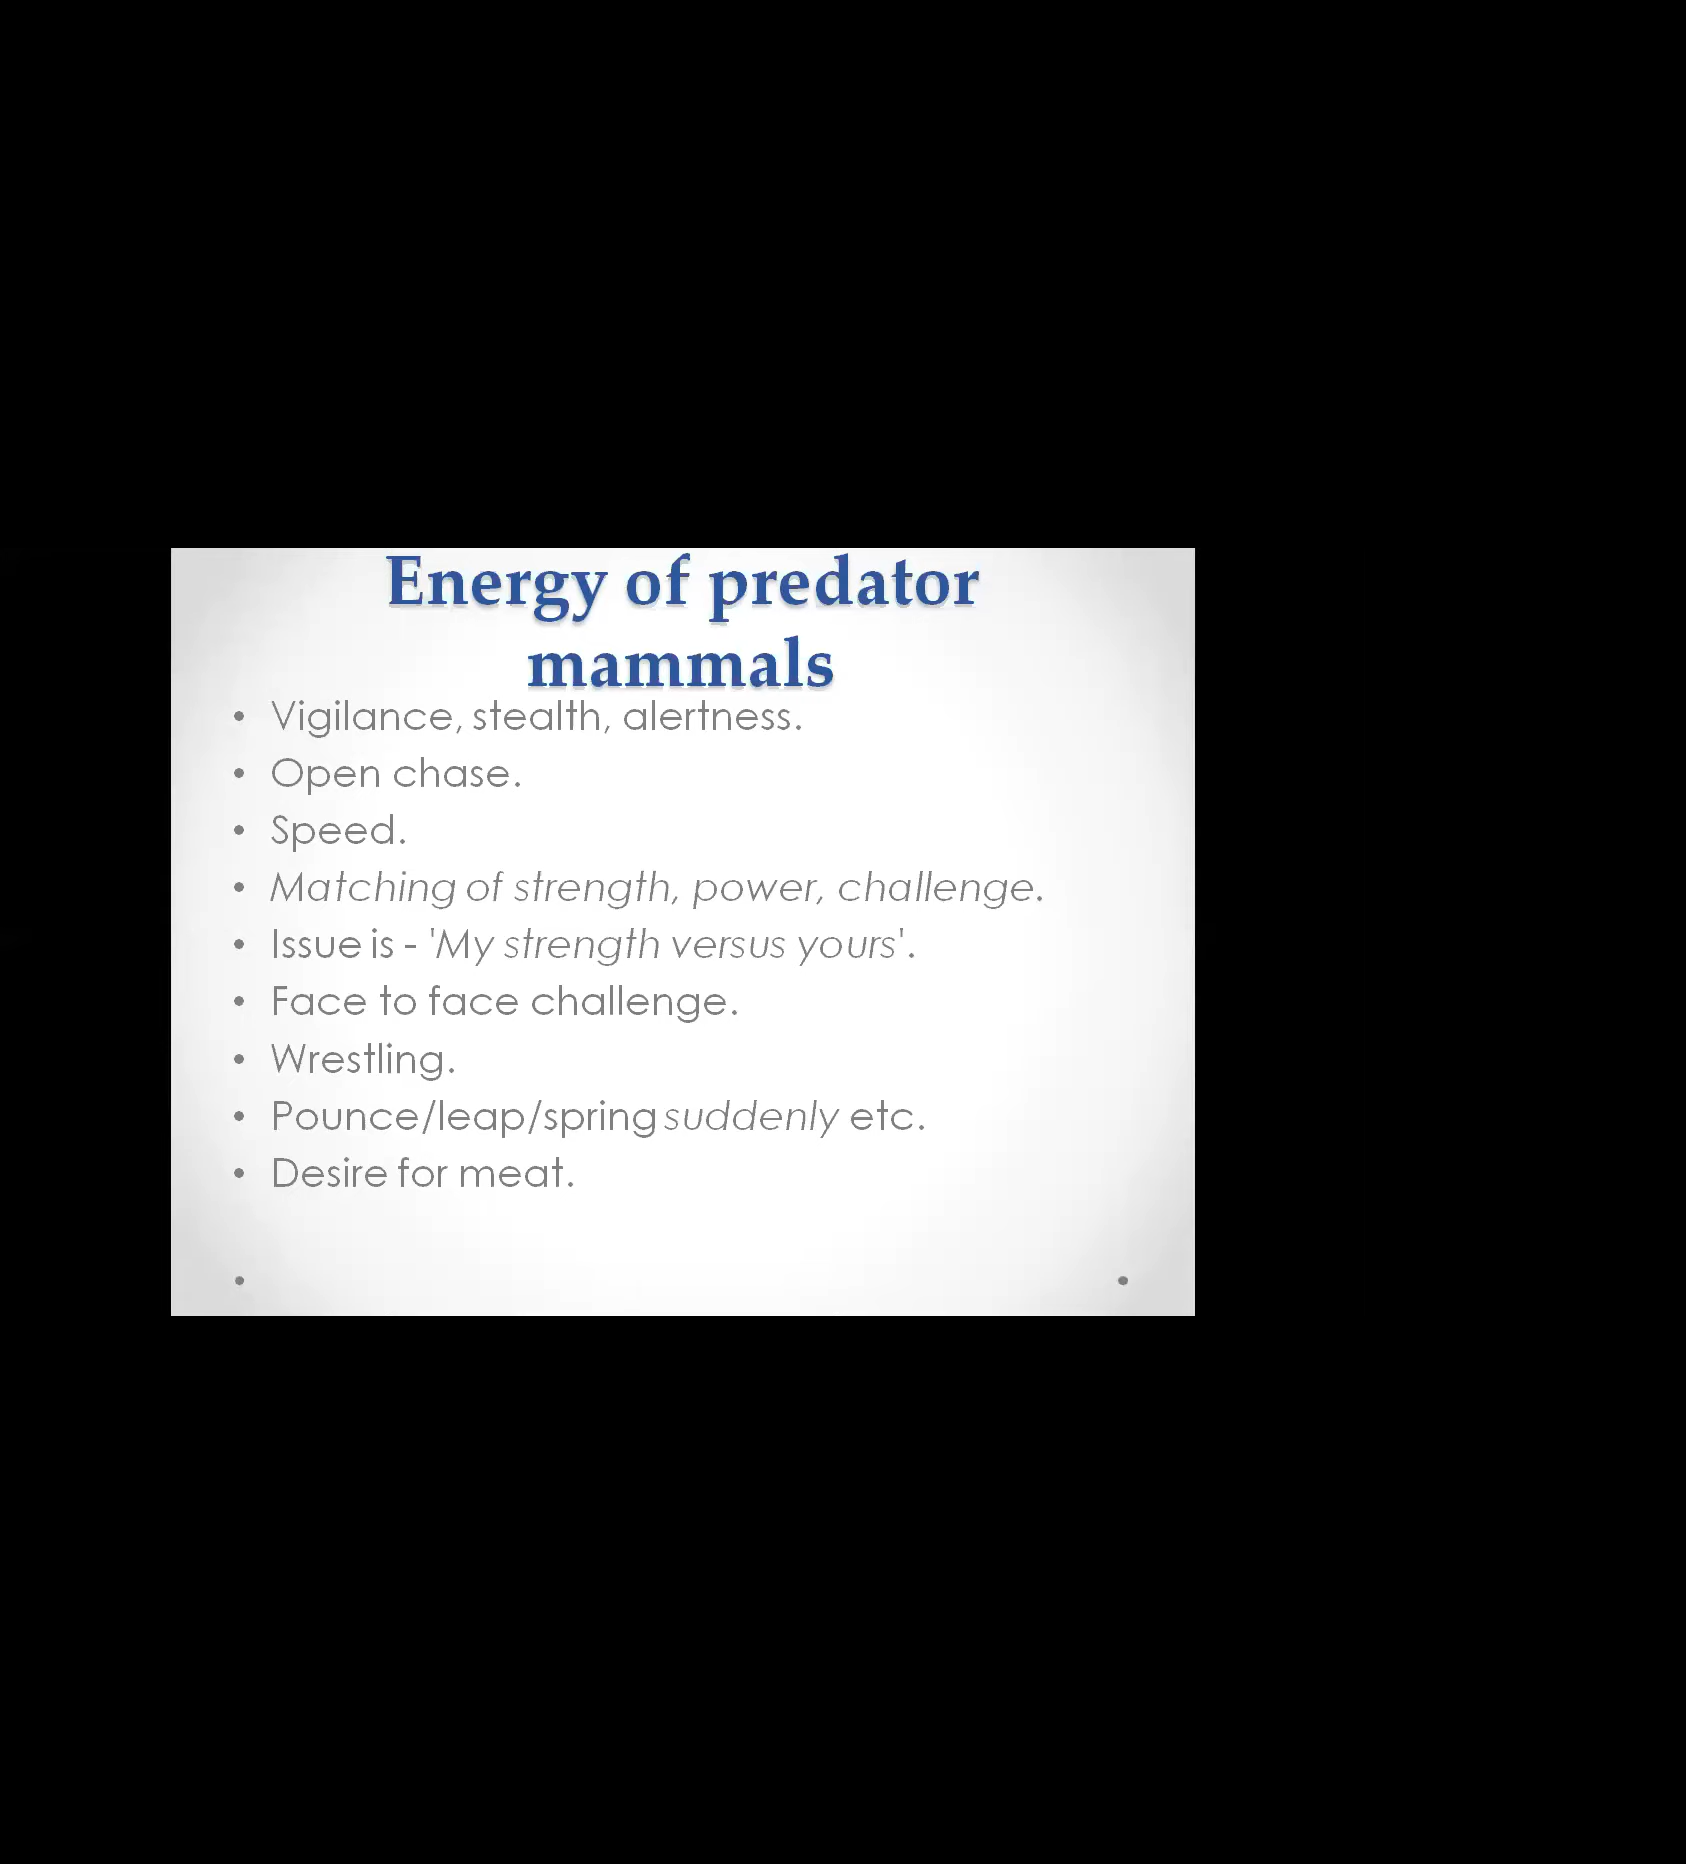 Energy of predator
mammals
• Vigilance, stealth, alertness.
• Open chase.
• Speed.
• Matching of strength, power, challenge.
• Issue is - 'My strength versus yours'.
• Face to face challenge.
• Wrestling.
• Pounce/leap/spring suddenly etc.
• Desire for meat.